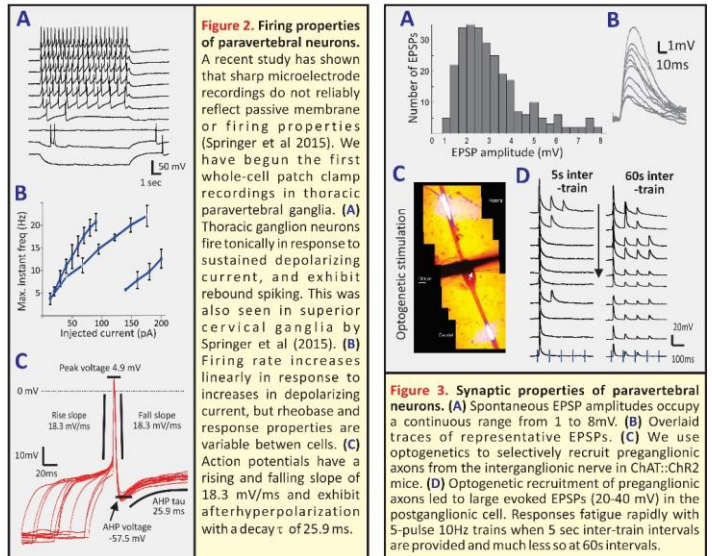 A
50 mV
1 sec
B
Max. Instant freq (Hz)
20
15
10
5
0
0
50
100
150
200
Injected current (pA)
C
Peak voltage 4.9 mV
0 mV
Rise slope
18.3 mV/ms
Fall slope
18.3 mV/ms
10mV
20ms
AHP tau
25.9 ms
AHP voltage
-57.5 mV
Figure 2. Firing properties
of paravertebral neurons.
A recent study has shown
that sharp microelectrode
recordings do not reliably
reflect passive membrane
or firing properties
(Springer et al 2015). We
have begun the first
whole-cell patch clamp
recordings in thoracic
paravertebral ganglia. (A)
Thoracic ganglion neurons
fire tonically in response to
sustained depolarizing
current, and exhibit
rebound spiking. This was
also seen in superior
cervical ganglia by
Springer et al (2015). (B)
Firing rate increases
linearly in response to
increases in depolarizing
current, but rheobase and
response properties are
variable betwen cells. (C)
Action potentials have a
rising and falling slope of
18.3 mV/ms and exhibit
afterhyperpolarization
with a decay τ of 25.9 ms.
A
Number of EPSPs
30
20
10
0 1 2 3 4 5 6 7 8
EPSP amplitude (mV)
B
1mV
10ms
C
Optogenetic stimulation
D
5s inter
-train
60s inter
-train
20mV
100ms
Figure 3. Synaptic properties of paravertebral
neurons. (A) Spontaneous EPSP amplitudes occupy
a continuous range from 1 to 8mV. (B) Overlaid
traces of representative EPSPs. (C) We use
optogenetics to selectively recruit preganglionic
axons from the interganglionic nerve in ChAT::ChR2
mice. (D) Optogenetic recruitment of preganglionic
axons led to large evoked EPSPs (20-40 mV) in the
postganglionic cell. Responses fatigue rapidly with
5-pulse 10Hz trains when 5 sec inter-train intervals
are provided and much less so at 60s intervals.